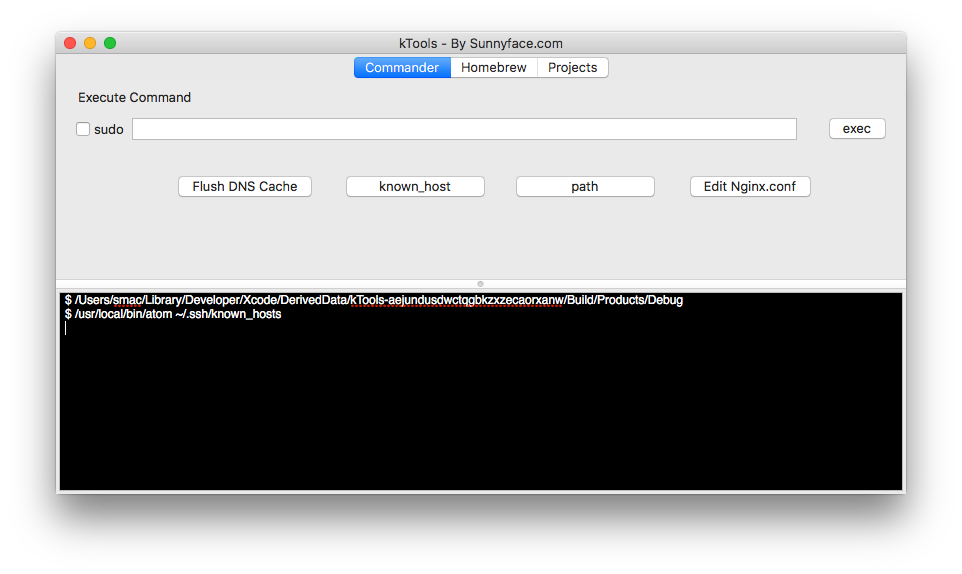 kTools - By Sunnyface.com
Commander Homebrew Projects
Execute Command
sudo exec
Flush DNS Cache known_host path Edit Nginx.conf
$ /Users/smac/Library/Developer/Xcode/DerivedData/kTools-aejundusdwctqgbkzxzecaorxanw/Build/Products/Debug
$ /usr/local/bin/atom ~/.ssh/known_hosts